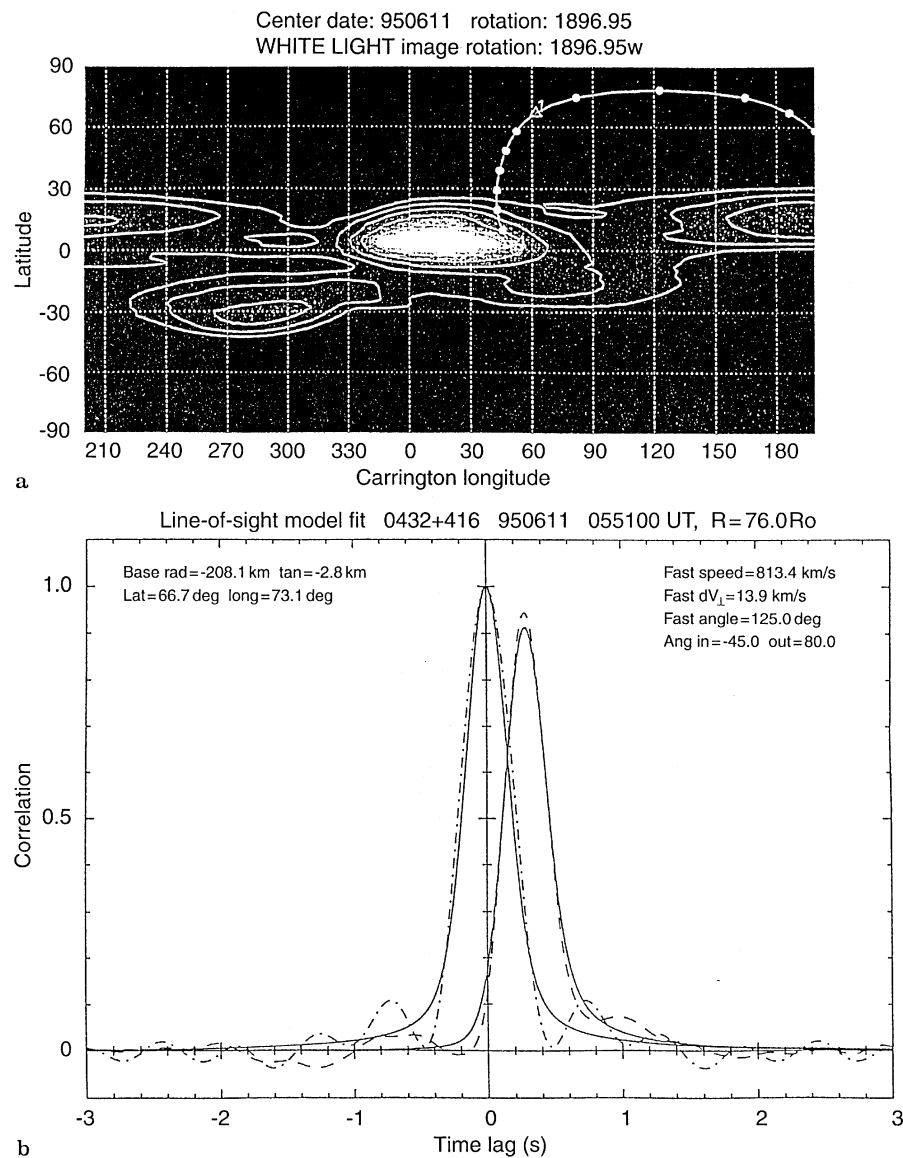 Center date: 950611 rotation: 1896.95
WHITE LIGHT image rotation: 1896.95w
90
60
30
0
-30
-60
-90
Latitude
1
210 240 270 300 330 0 30 60 90 120 150 180
Carrington longitude
a
Line-of-sight model fit 0432+416 950611 055100 UT, R=76.0Ro
Base rad=-208.1 km tan=-2.8 km
Lat=66.7 deg long=73.1 deg
Fast speed=813.4 km/s
Fast dV⊥=13.9 km/s
Fast angle=125.0 deg
Ang in=-45.0 out=80.0
1.0
0.5
0
Correlation
-3 -2 -1 0 1 2 3
Time lag (s)
b